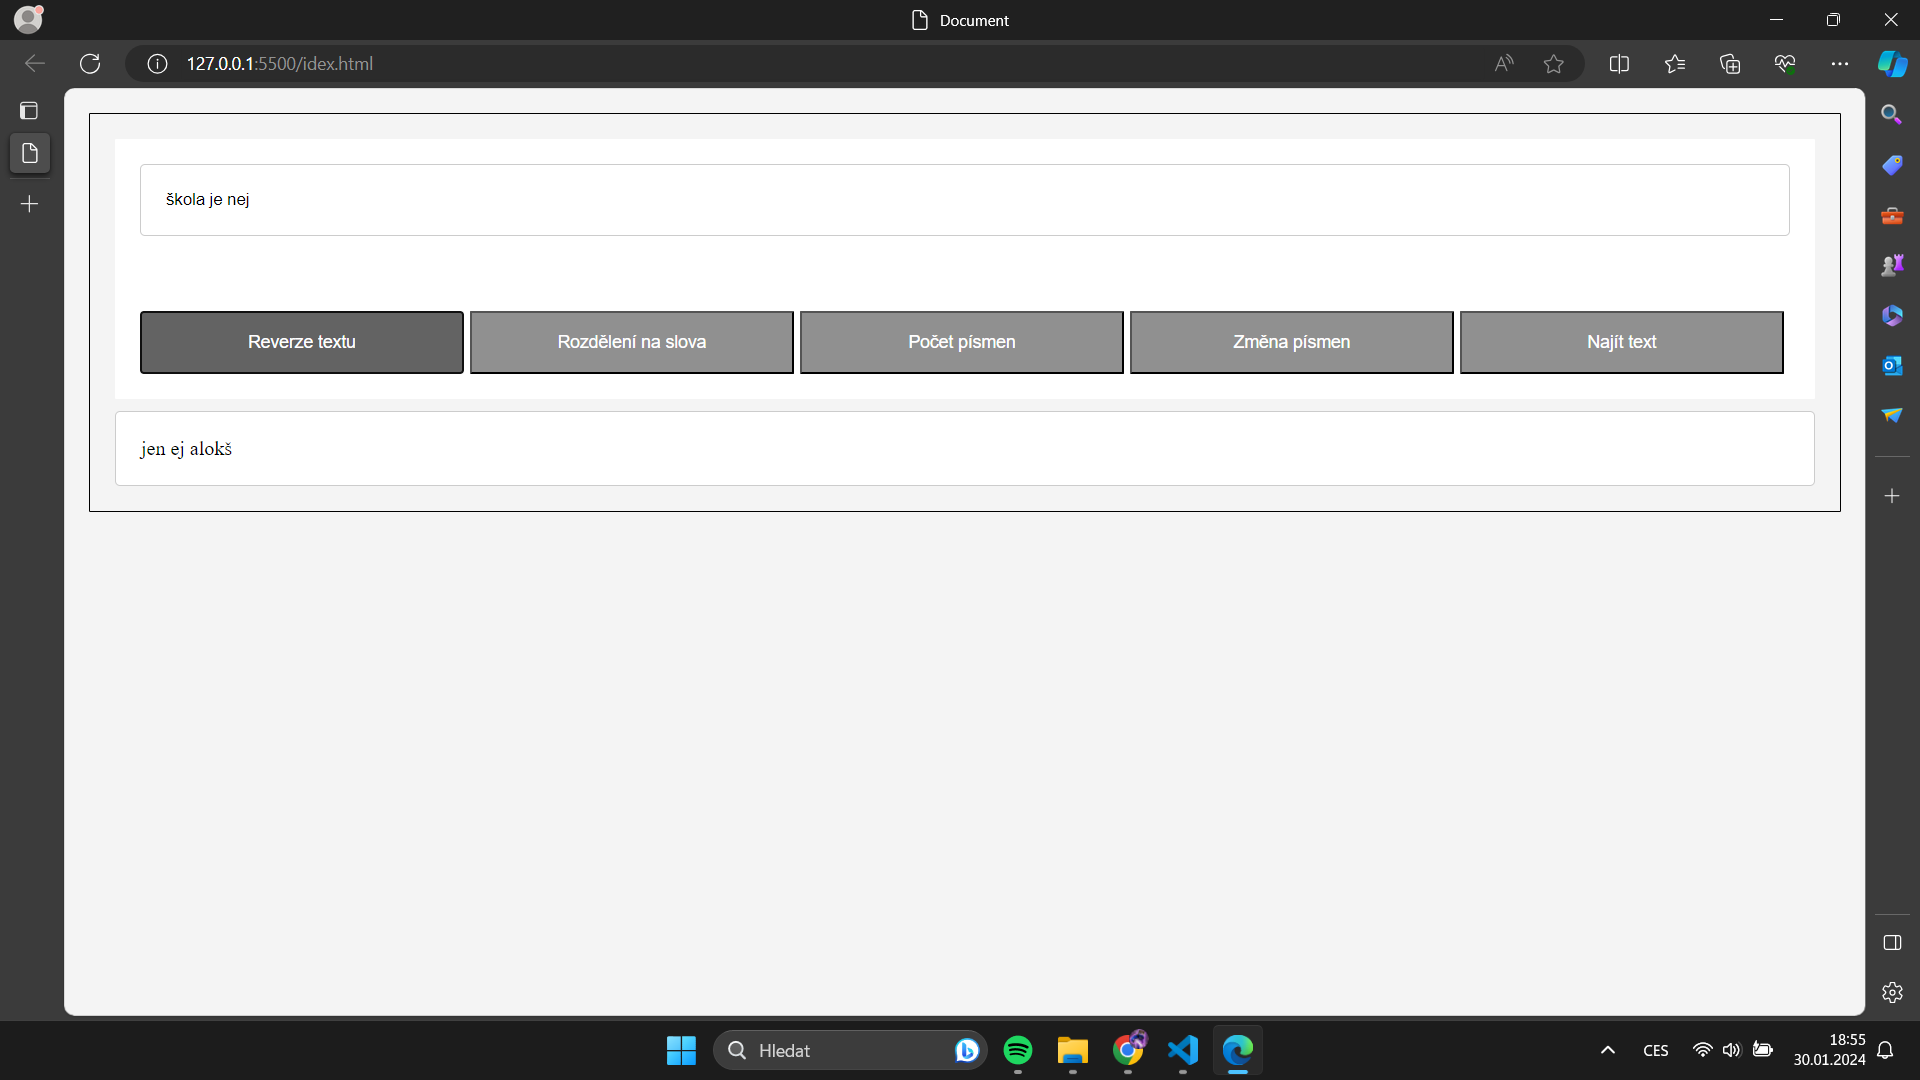 Document
127.0.0.1:5500/idex.html
škola je nej
Reverze textu
Rozdělení na slova
Počet písmen
Změna písmen
Najít text
jen ej alokš
Hledat
CES
18:55
30.01.2024